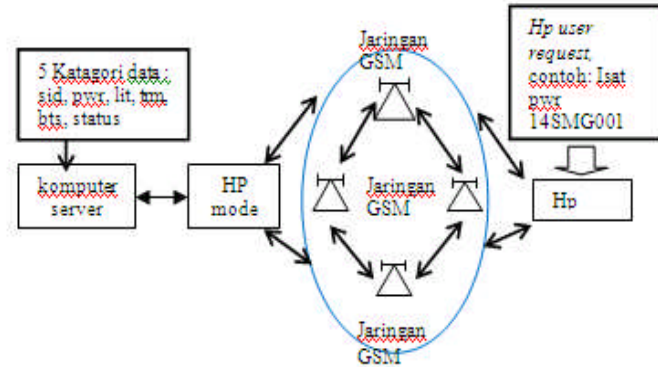 5 Katagori data :
sid, pwr, lit, trm,
bts, status
komputer
server
HP
mode
Jaringan
GSM
Jaringan
GSM
Jaringan
GSM
Hp user
request,
contoh: Isat
pwr
14SMG001
Hp